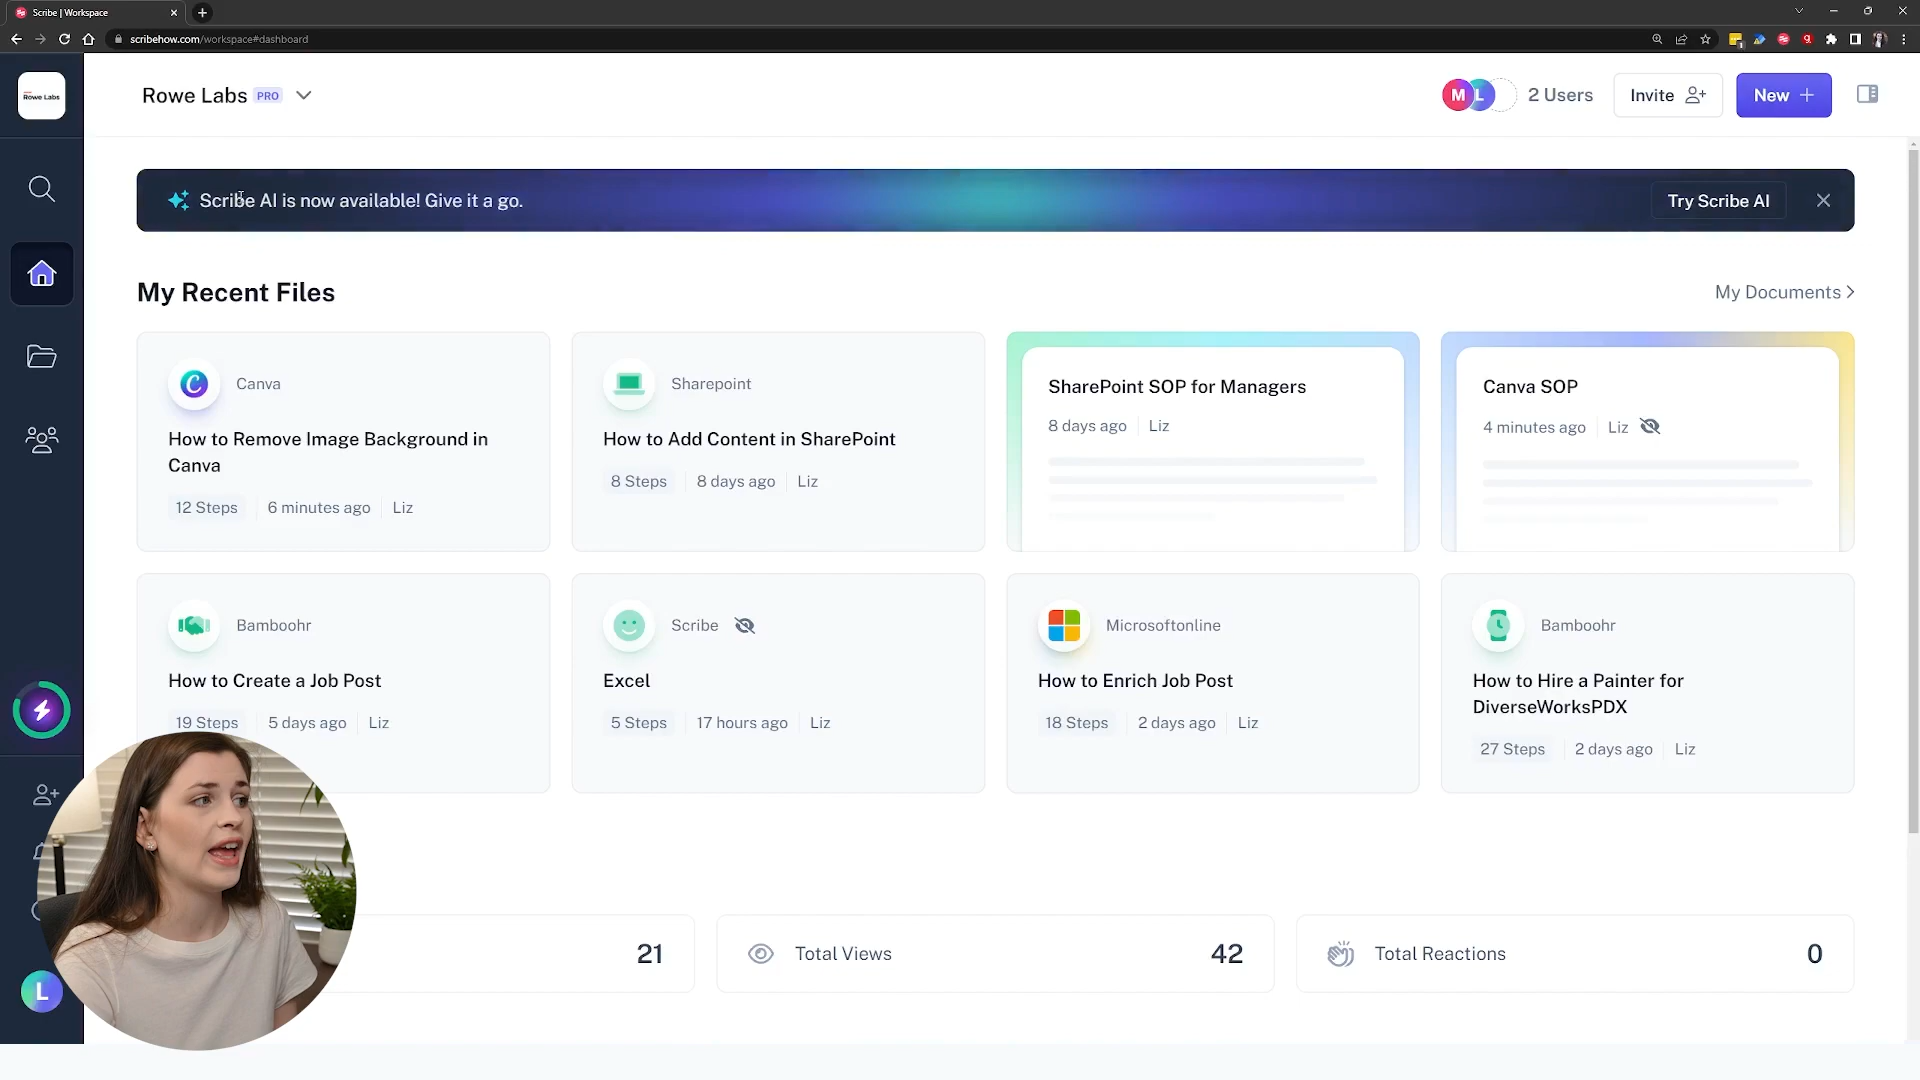 Scribe | Workspace
scribehow.com/workspace#dashboard
Rowe Labs
Rowe Labs PRO
M L 2 Users
Invite
New
Scribe AI is now available! Give it a go.
Try Scribe AI
My Recent Files
My Documents
Canva
How to Remove Image Background in
Canva
12 Steps 6 minutes ago Liz
Sharepoint
How to Add Content in SharePoint
8 Steps 8 days ago Liz
SharePoint SOP for Managers
8 days ago Liz
Canva SOP
4 minutes ago Liz
Bamboohr
How to Create a Job Post
19 Steps 5 days ago Liz
Scribe
Excel
5 Steps 17 hours ago Liz
Microsoftonline
How to Enrich Job Post
18 Steps 2 days ago Liz
Bamboohr
How to Hire a Painter for
DiverseWorksPDX
27 Steps 2 days ago Liz
21
Total Views 42
Total Reactions 0
L